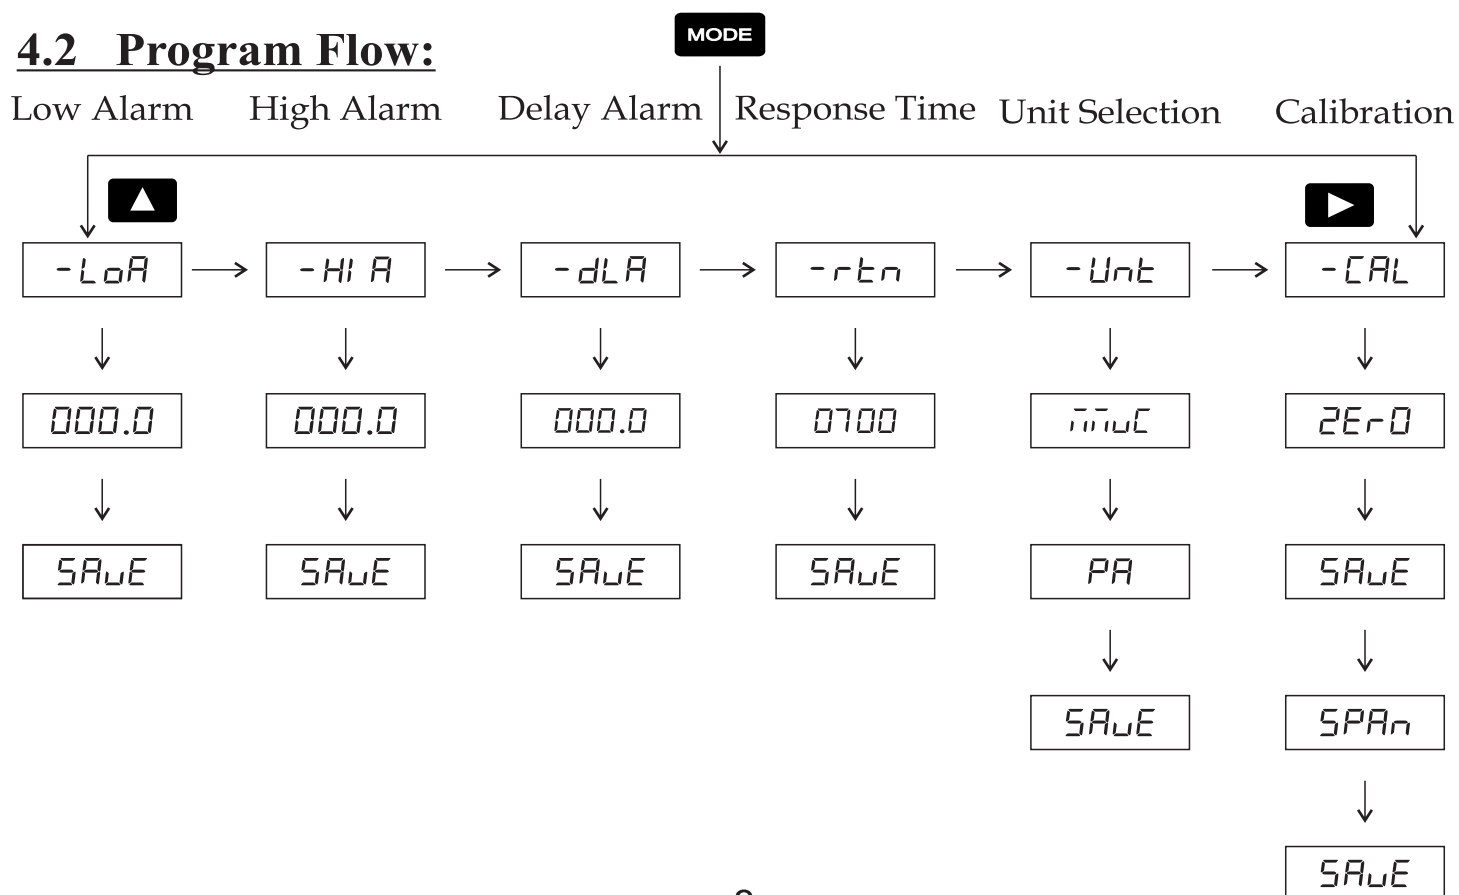 MODE
4.2 Program Flow:
Low Alarm High Alarm Delay Alarm Response Time Unit Selection Calibration
-LoA -HI A -dLA -rtn -Unt -CAL
000.0 000.0 000.0 0700 ZErO
SAvE SAvE SAvE SAvE PA SAvE
SAvE SPAn
SAvE